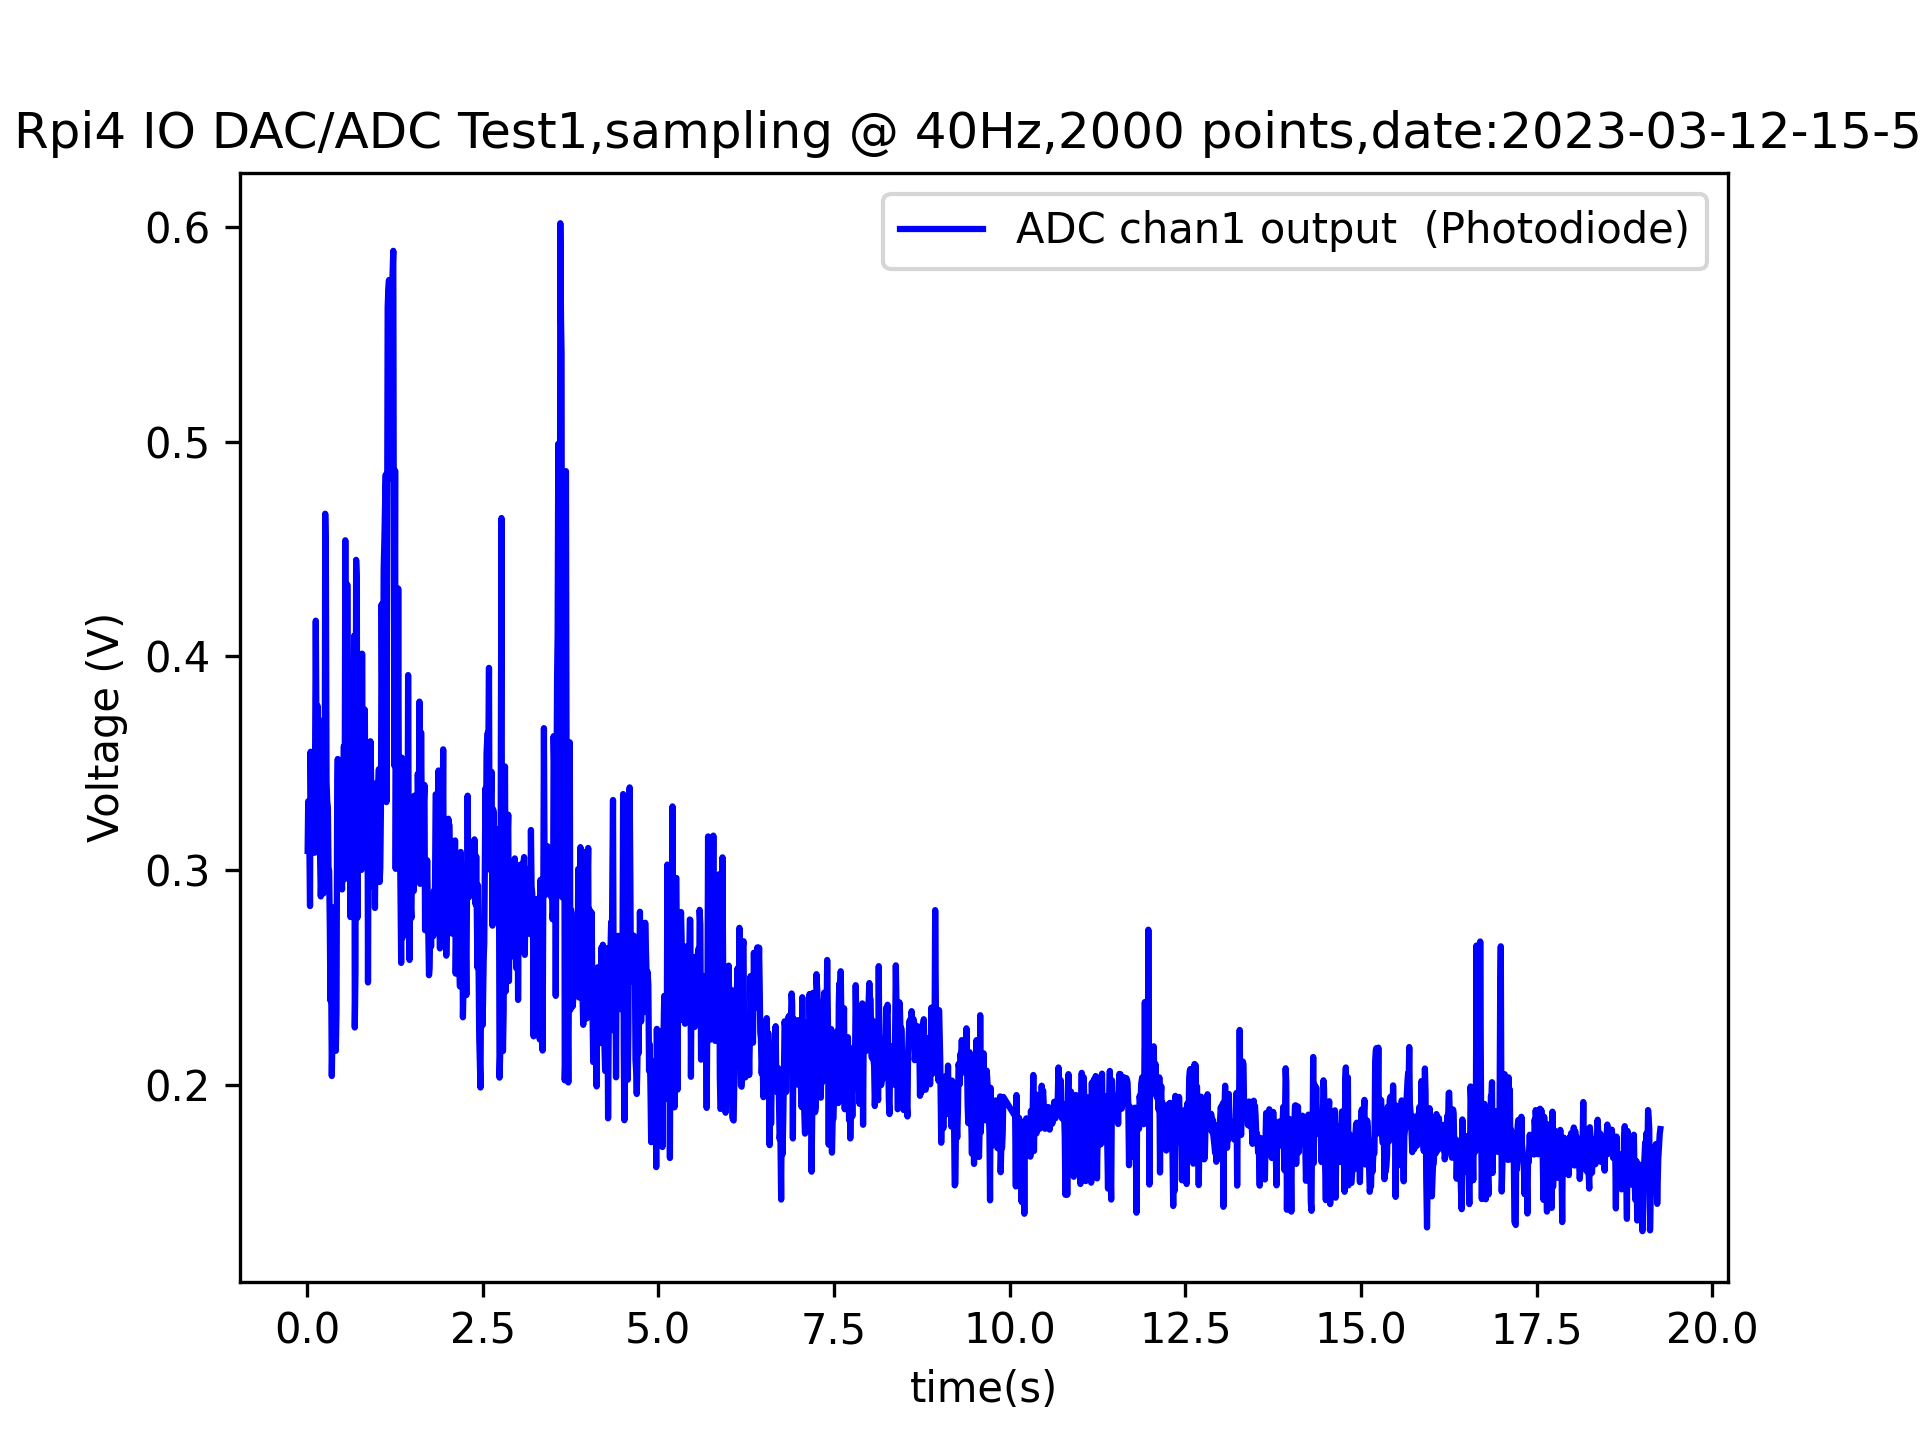 Rpi4 IO DAC/ADC Test1,sampling @ 40Hz,2000 points,date:2023-03-12-15-5
ADC chan1 output  (Photodiode)
0.6
0.5
0.4
0.3
0.2
Voltage (V)
0.0 2.5 5.0 7.5 10.0 12.5 15.0 17.5 20.0
time(s)